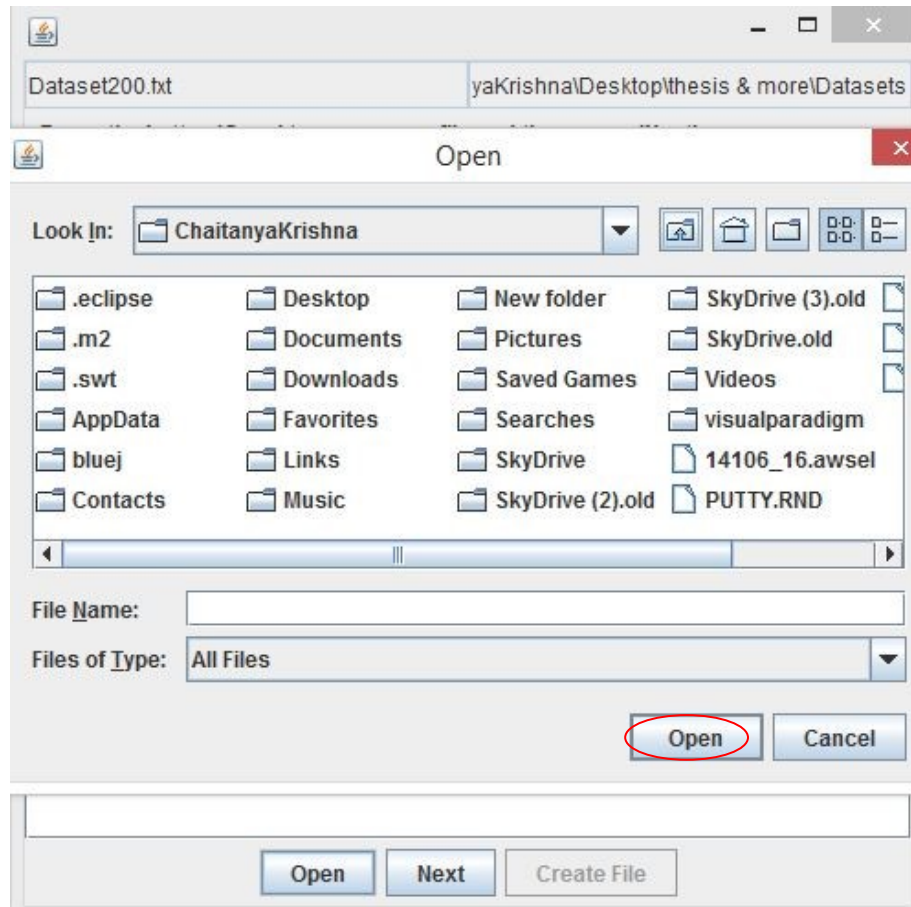 Dataset200.txt yaKrishna\Desktop\thesis & more\Datasets
Open
Look In: ChaitanyaKrishna
.eclipse Desktop New folder SkyDrive (3).old
.m2 Documents Pictures SkyDrive.old
.swt Downloads Saved Games Videos
AppData Favorites Searches visualparadigm
bluej Links SkyDrive 14106_16.awsel
Contacts Music SkyDrive (2).old PUTTY.RND
File Name:
Files of Type: All Files
Open Cancel
Open Next Create File